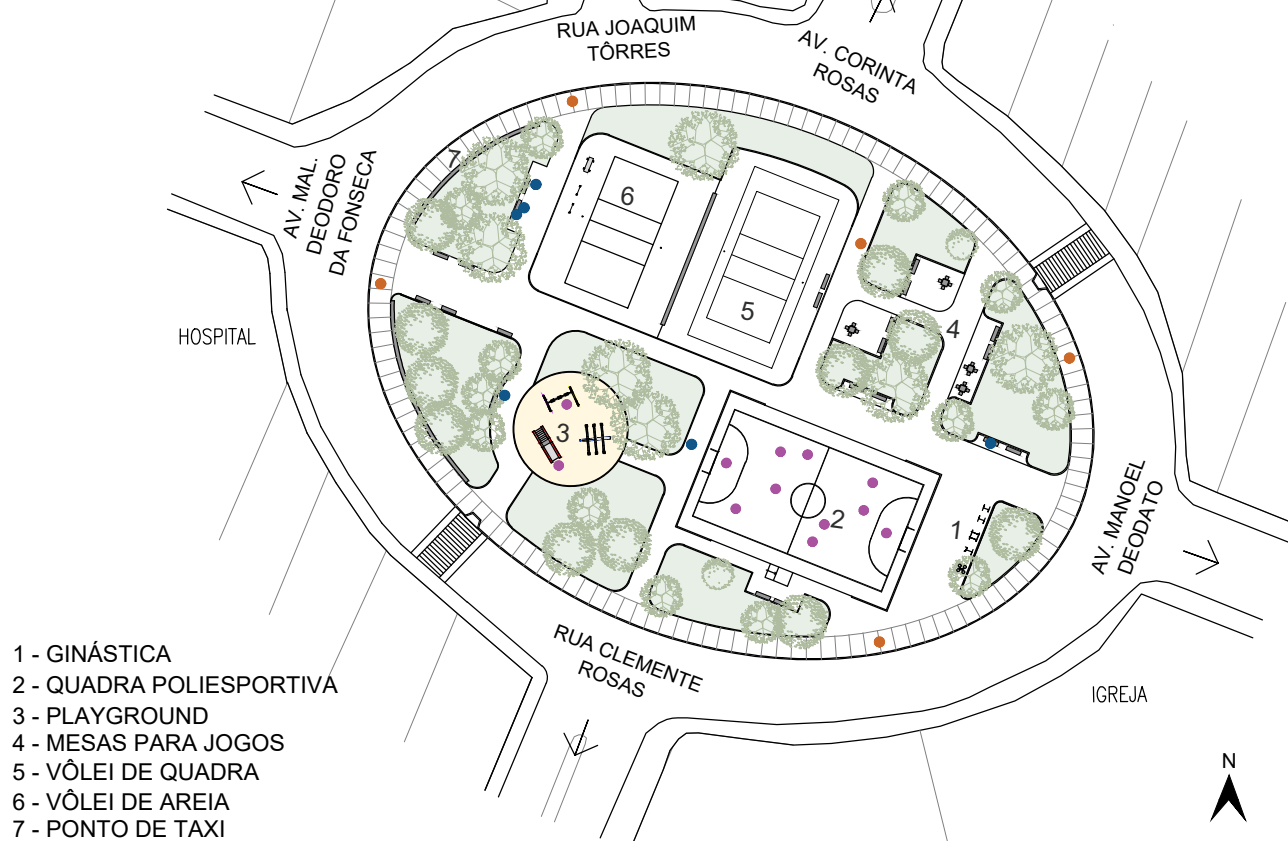 RUA JOAQUIM
TÔRRES
AV. CORINTA
ROSAS
AV. MAL.
DEODORO
DA FONSECA
7
6
5
4
HOSPITAL
3
2
1
AV. MANOEL
DEODATO
RUA CLEMENTE
ROSAS
IGREJA
1 - GINÁSTICA
2 - QUADRA POLIESPORTIVA
3 - PLAYGROUND
4 - MESAS PARA JOGOS
5 - VÔLEI DE QUADRA
6 - VÔLEI DE AREIA
7 - PONTO DE TAXI
N